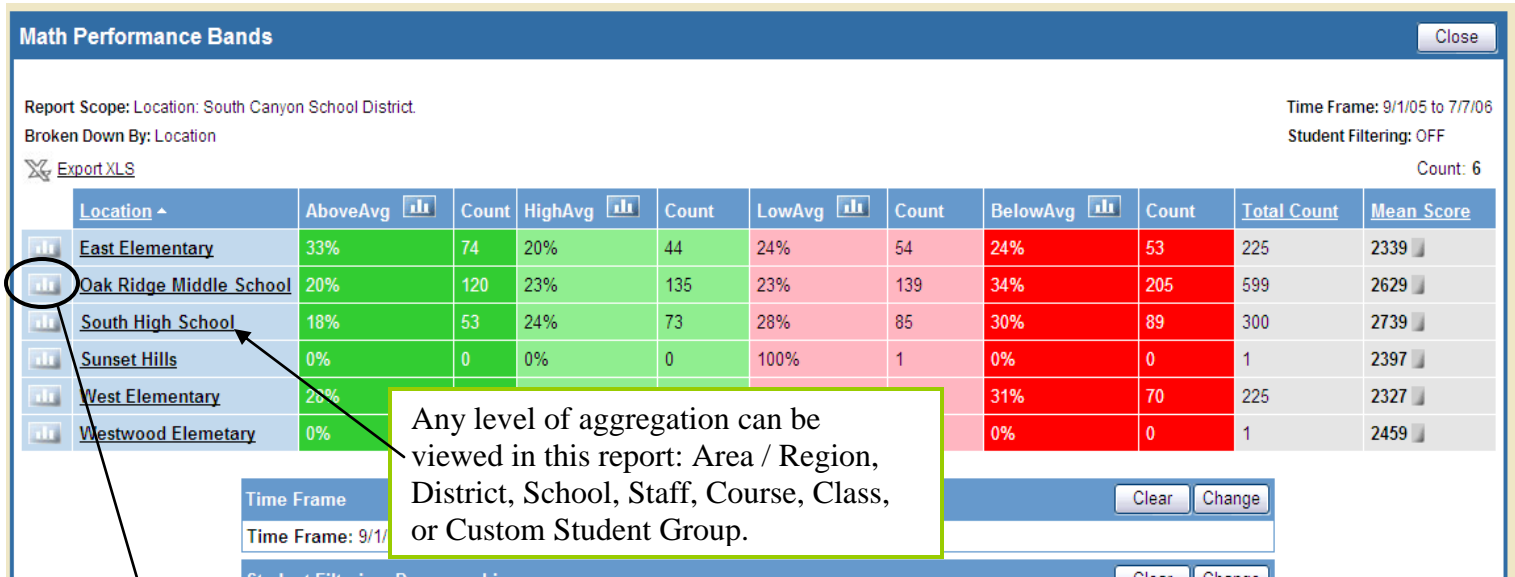 Math Performance Bands Close
Report Scope: Location: South Canyon School District. Time Frame: 9/1/05 to 7/7/06
Broken Down By: Location Student Filtering: OFF
Export XLS Count: 6
Location AboveAvg Count HighAvg Count LowAvg Count BelowAvg Count Total Count Mean Score
East Elementary 33% 74 20% 44 24% 54 24% 53 225 2339
Oak Ridge Middle School 20% 120 23% 135 23% 139 34% 205 599 2629
South High School 18% 53 24% 73 28% 85 30% 89 300 2739
Sunset Hills 0% 0 0% 0 100% 1 0% 0 1 2397
West Elementary 31% 70 225 2327
Westwood Elemetary 0% 0% 0 1 2459
Any level of aggregation can be
viewed in this report: Area / Region,
District, School, Staff, Course, Class,
or Custom Student Group.
Time Frame Clear Change
Time Frame: 9/1/
Clear Change